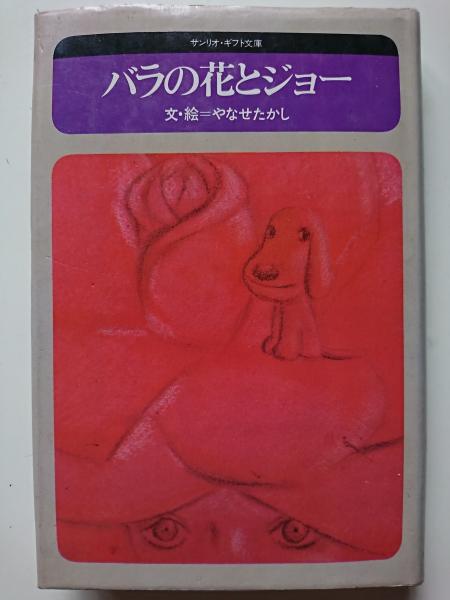 サンリオ・ギフト文庫
バラの花とジョー
文・絵＝やなせたかし